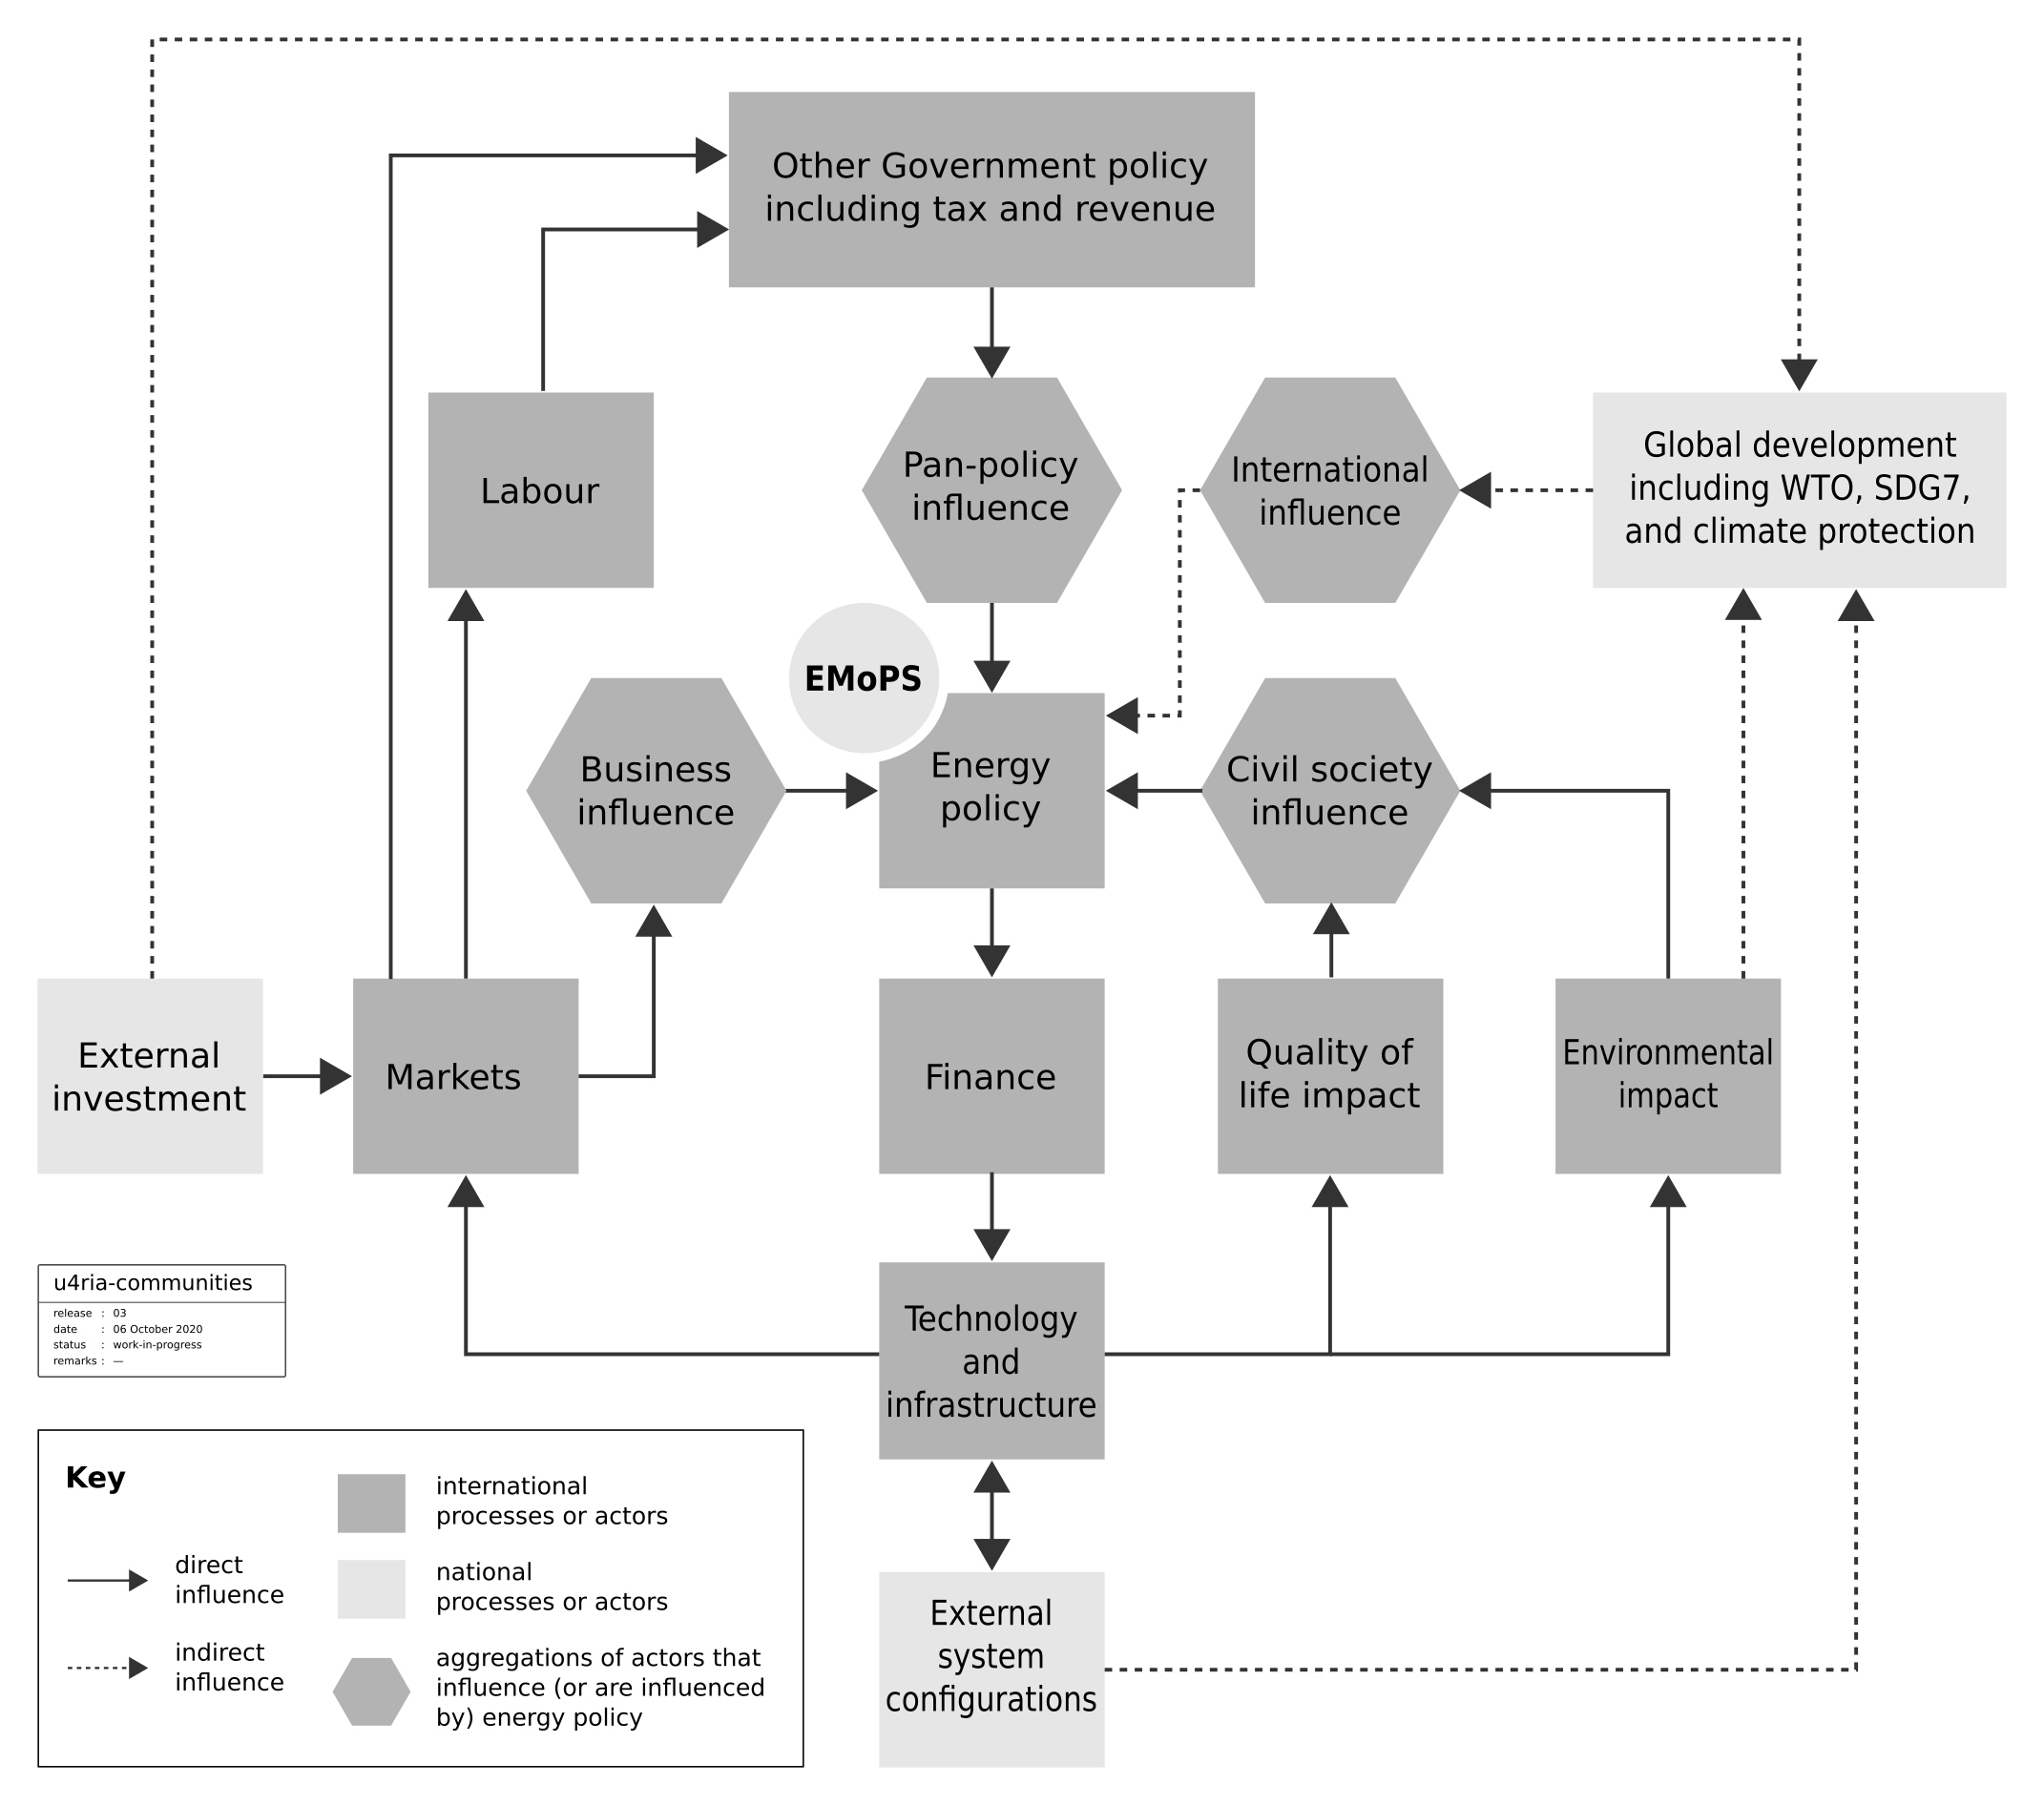 Other Government policy
including tax and revenue
Labour
Pan-policy
influence
International
influence
Global development
including WTO, SDG7,
and climate protection
EMoPS
Business
influence
Energy
policy
Civil society
influence
External
investment
Markets
Finance
Quality of
life impact
Environmental
impact
Technology
and
infrastructure
External
system
configurations
u4ria-communities
release : 03
date : 06 October 2020
status : work-in-progress
remarks : —
Key
direct
influence
indirect
influence
international
processes or actors
national
processes or actors
aggregations of actors that
influence (or are influenced
by) energy policy